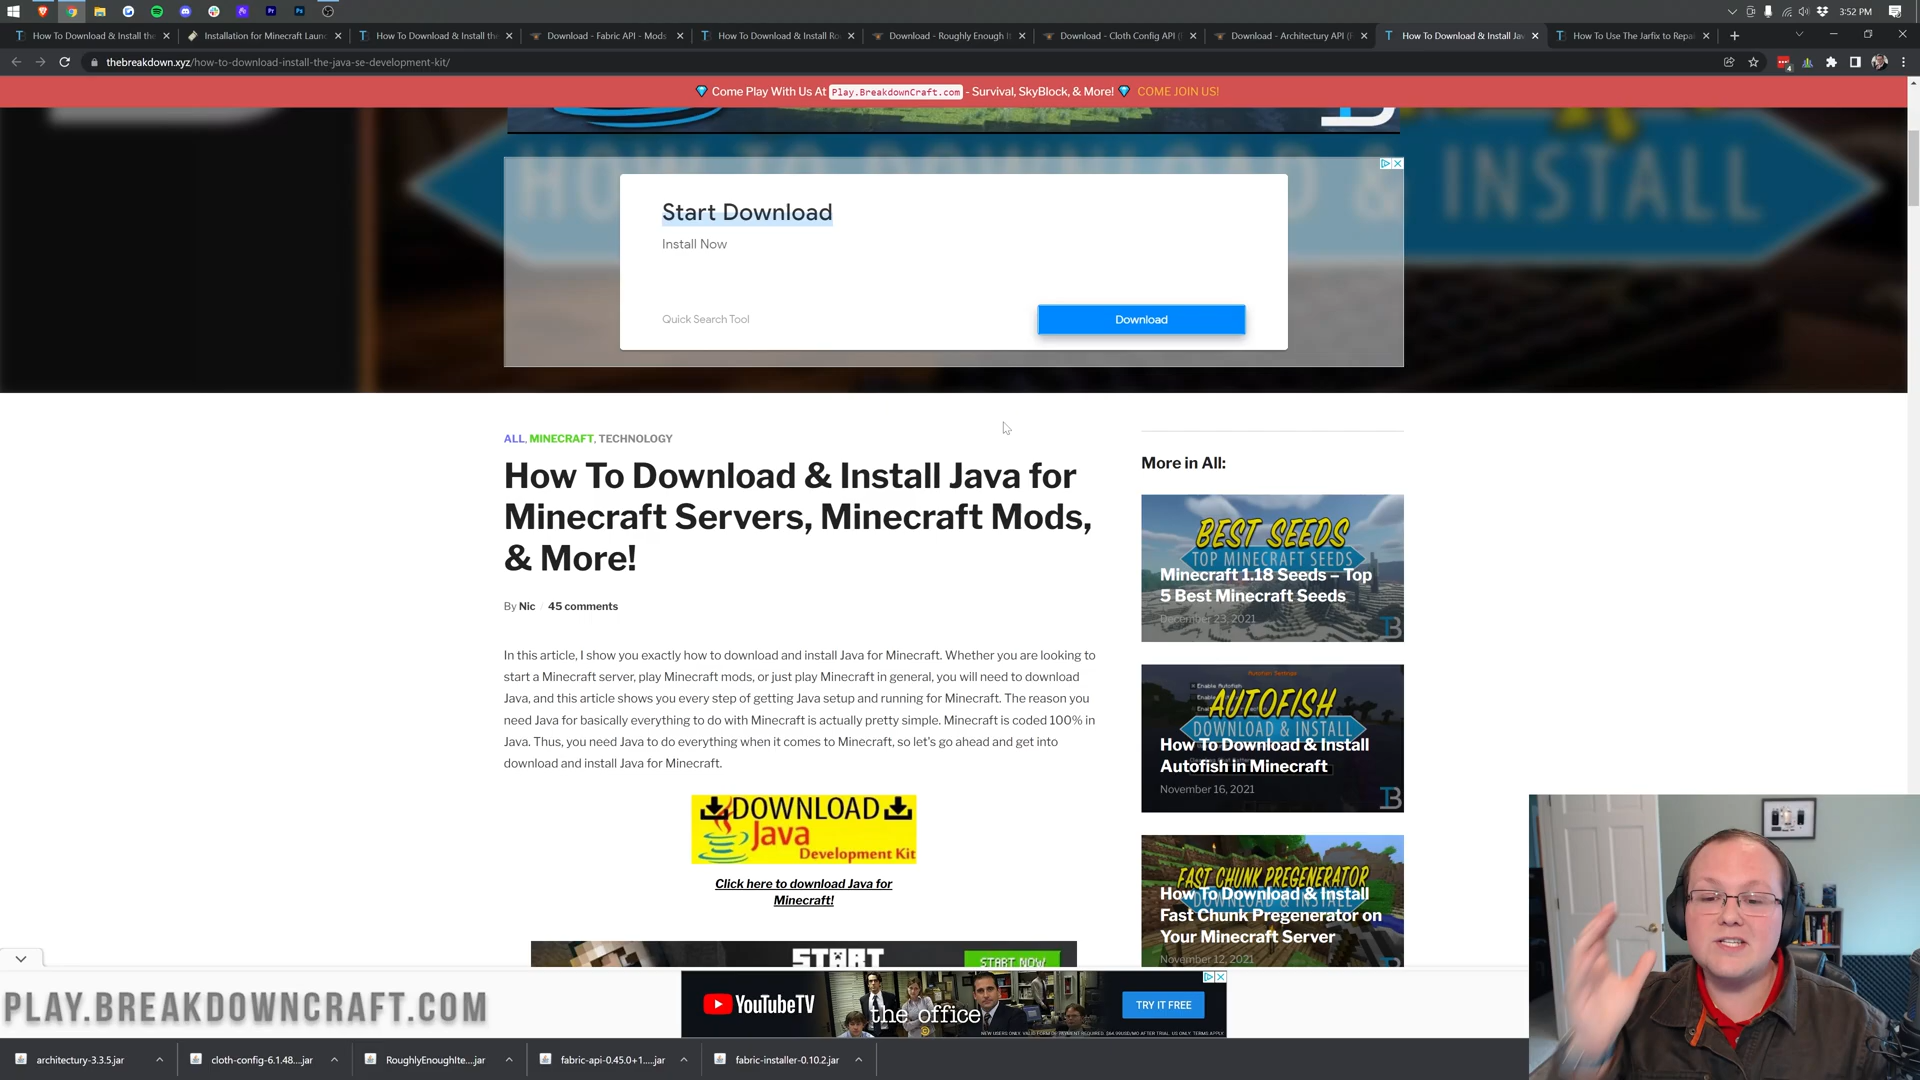 3:52 PM
How To Download & Install the
Installation for Minecraft Laun
How To Download & Install the
Download - Fabric API - Mods
How To Download & Install Ro
Download - Roughly Enough It
Download - Cloth Config API (
Download - Architectury API (F
How To Download & Install Jav
How To Use The Jarfix to Repai
thebreakdown.xyz/how-to-download-install-the-java-se-development-kit/
Come Play With Us At Play.BreakdownCraft.com - Survival, SkyBlock, & More! COME JOIN US!
HOW TO DOWNLOAD & INSTALL
Start Download
Install Now
Quick Search Tool
Download
ALL, MINECRAFT, TECHNOLOGY
How To Download & Install Java for
Minecraft Servers, Minecraft Mods,
& More!
By Nic / 45 comments
In this article, I show you exactly how to download and install Java for Minecraft. Whether you are looking to
start a Minecraft server, play Minecraft mods, or just play Minecraft in general, you will need to download
Java, and this article shows you every step of getting Java setup and running for Minecraft. The reason you
need Java for basically everything to do with Minecraft is actually pretty simple. Minecraft is coded 100% in
Java. Thus, you need Java to do everything when it comes to Minecraft, so let's go ahead and get into
download and install Java for Minecraft.
DOWNLOAD
Java
Development Kit
Click here to download Java for
Minecraft!
START
START NOW!
More in All:
BEST SEEDS
TOP MINECRAFT SEEDS
Minecraft 1.18 Seeds – Top
5 Best Minecraft Seeds
December 23, 2021
AUTOFISH
DOWNLOAD & INSTALL
How To Download & Install
Autofish in Minecraft
November 16, 2021
FAST CHUNK PREGENERATOR
How To Download & Install
Fast Chunk Pregenerator on
Your Minecraft Server
November 12, 2021
PLAY.BREAKDOWNCRAFT.COM
YouTubeTV
the office
TRY IT FREE
architectury-3.3.5.jar
cloth-config-6.1.48....jar
RoughlyEnoughIte....jar
fabric-api-0.45.0+1....jar
fabric-installer-0.10.2.jar